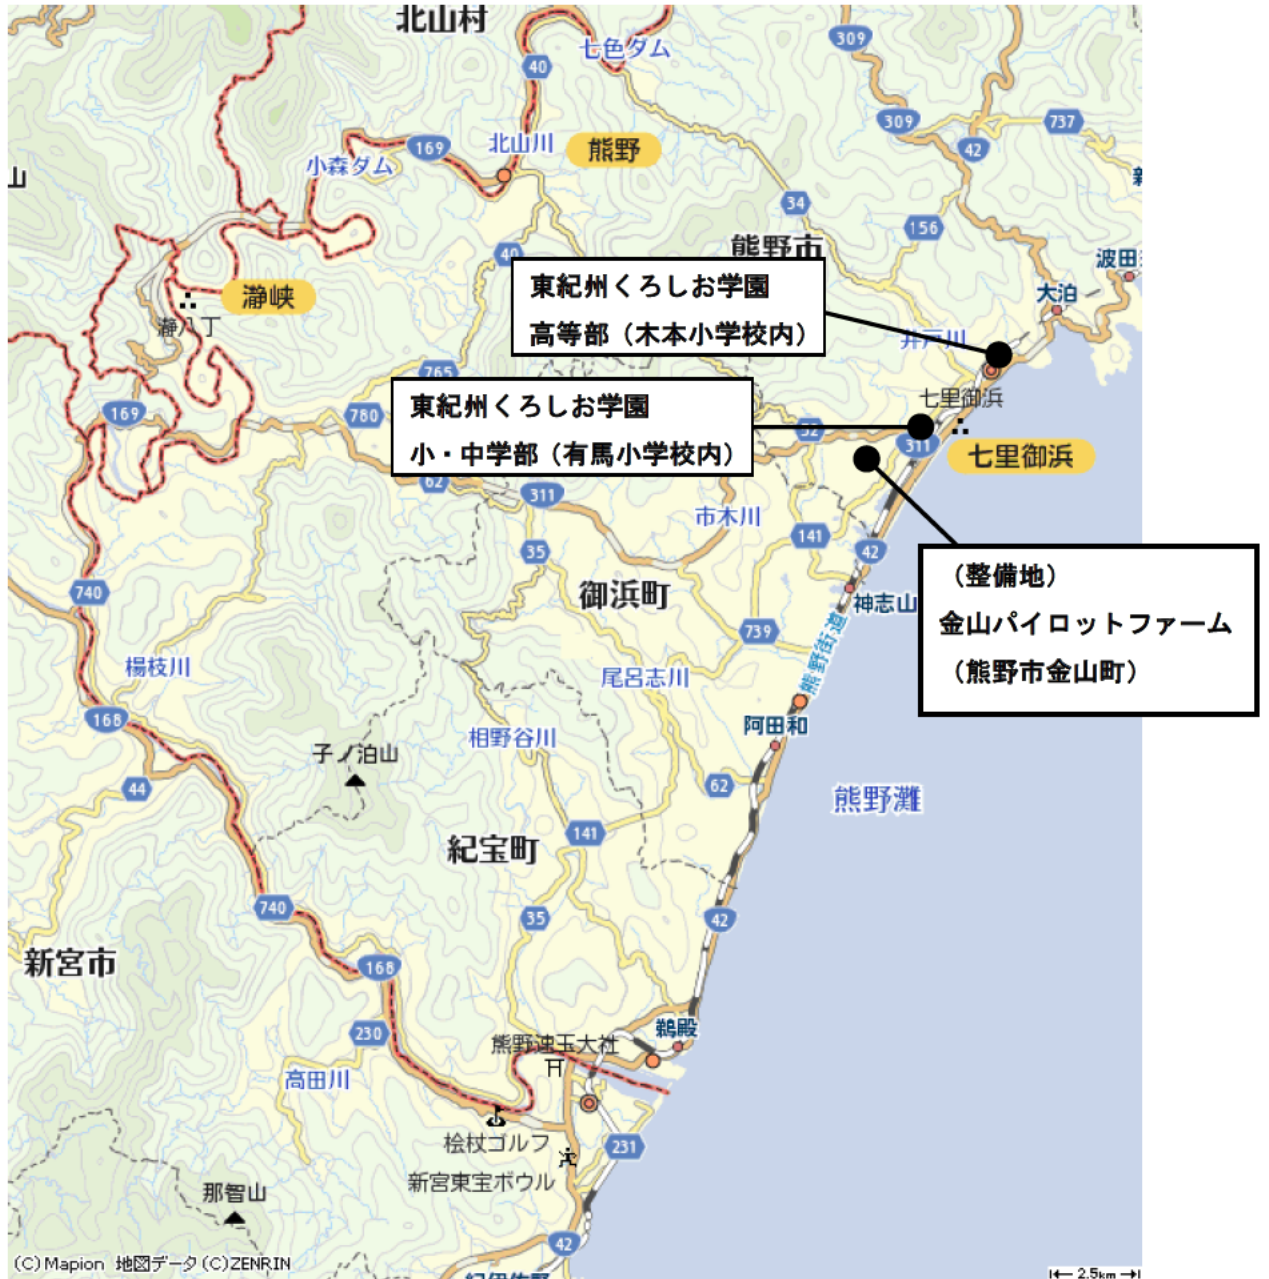 北山村
七色ダム
309
40
309
737
169
北山川
熊野
42
小森ダム
34
156
熊野市
40
波田
大泊
瀞峡
瀞八丁
東紀州くろしお学園
高等部（木本小学校内）
井戸川
765
七里御浜
169
780
東紀州くろしお学園
小・中学部（有馬小学校内）
52
311
七里御浜
62
311
市木川
141
42
35
（整備地）
金山パイロットファーム
（熊野市金山町）
740
御浜町
神志山
739
熊野街道
楊枝川
尾呂志川
168
阿田和
相野谷川
子ノ泊山
44
62
熊野灘
141
紀宝町
740
35
42
新宮市
168
230
鵜殿
熊野速玉大社
高田川
桧杖ゴルフ
231
新宮東宝ボウル
那智山
42
(C)Mapion 地図データ(C)ZENRIN
2.5km